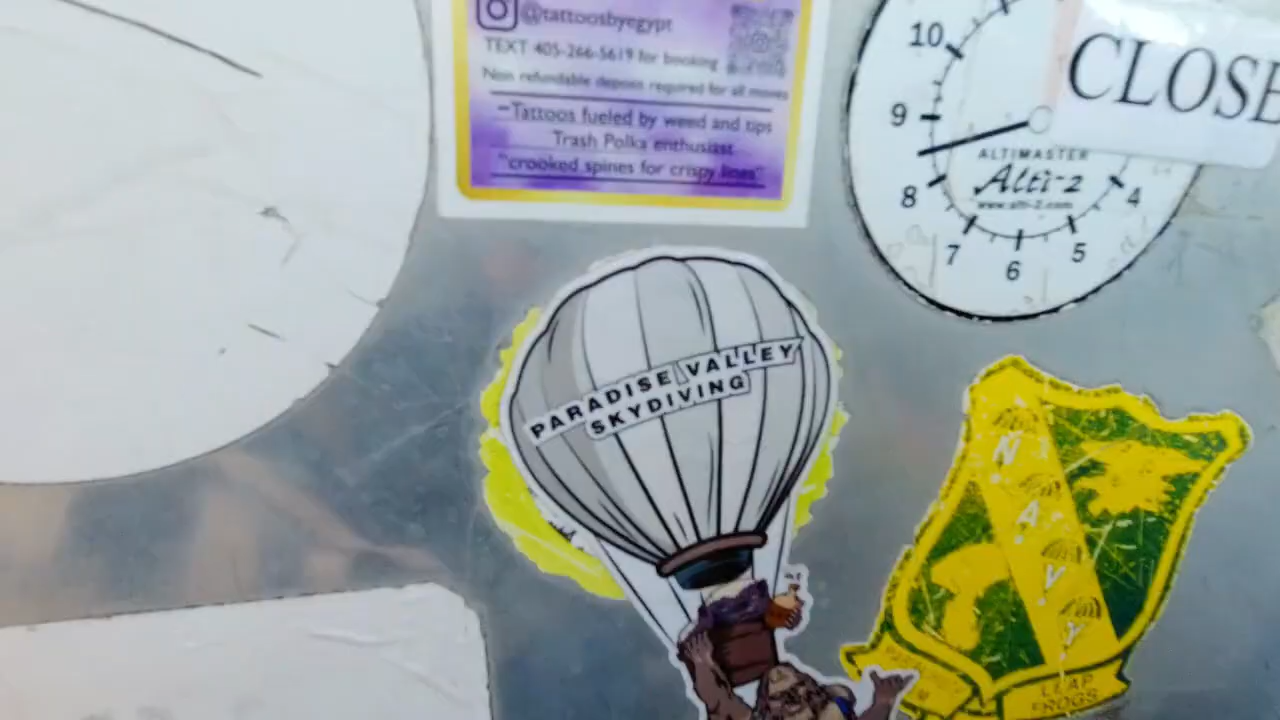 @tattoosbyegypt
TEXT 405-266-5619 for booking
Non refundable deposit required for all moves
-Tattoos fueled by weed and tips
Trash Polka enthusiast
"crooked spines for crispy lines"
10
9
8
7
6
5
4
CLOSE
ALTIMASTER
Alti-2
www.alti-2.com
PARADISE VALLEY
SKYDIVING
NAVY
LEAP
FROGS